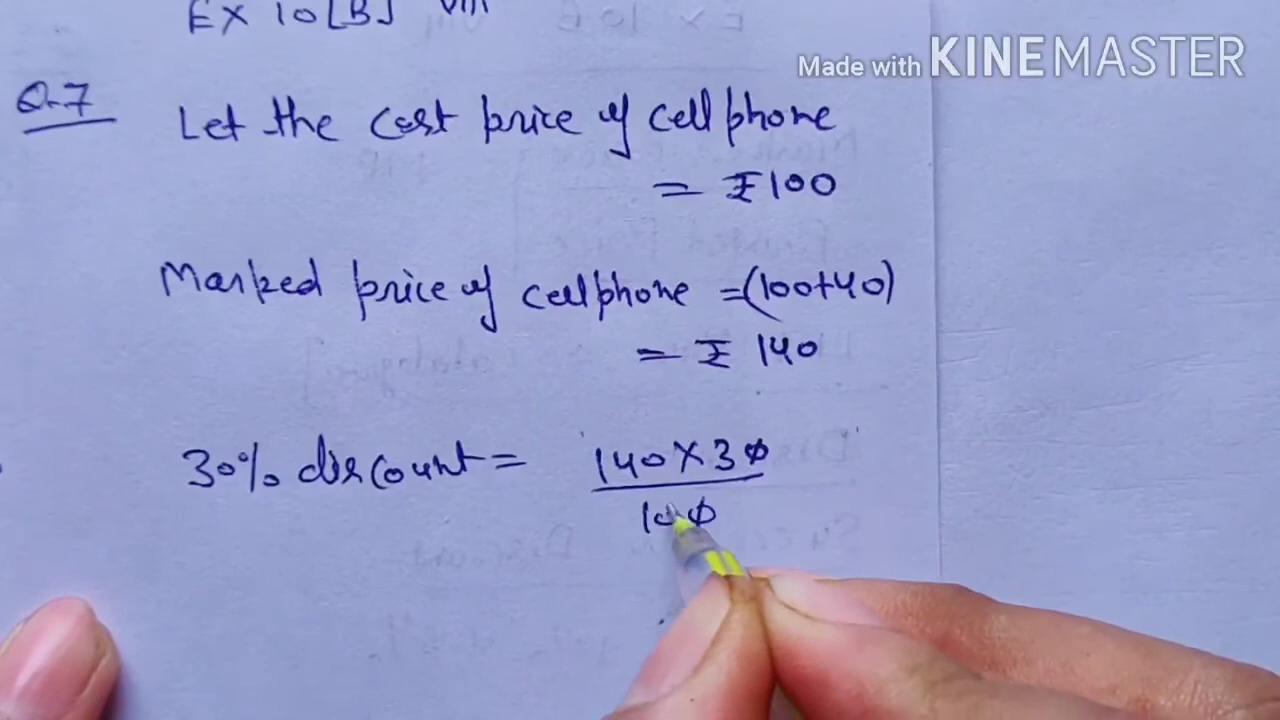 EX 10[B] VIII
Made with KINEMASTER
Q.7 Let the cost price of cellphone
= ₹100
Marked price of cellphone =(100+40)
= ₹ 140
30% discount = 140×30
100